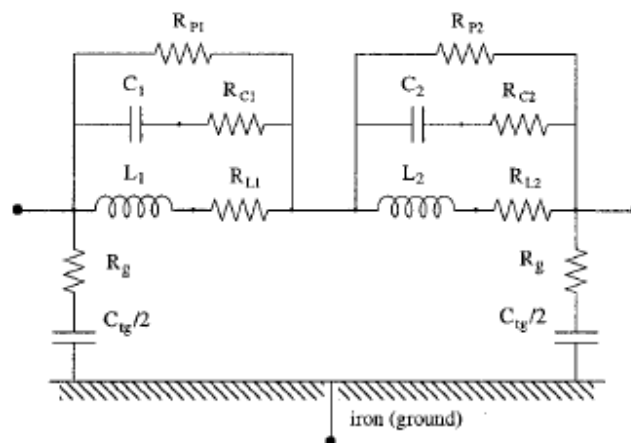 R_P1
R_P2
C_1
R_C1
C_2
R_C2
L_1
R_L1
L_2
R_L2
R_g
R_g
C_tg/2
C_tg/2
iron (ground)